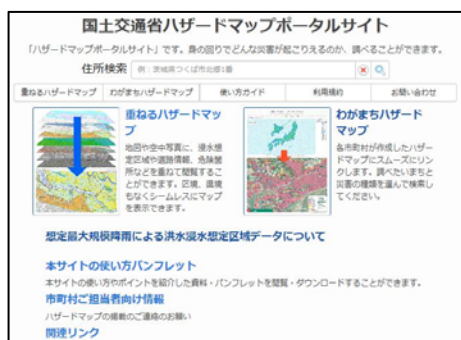 国土交通省ハザードマップポータルサイト
「ハザードマップポータルサイト」です。身の回りでどんな災害が起こりえるのか、調べることができます。
住所検索 例：茨城県つくば市北郷1番
重ねるハザードマップ わがまちハザードマップ 使い方ガイド 利用規約 お問い合わせ
重ねるハザードマッ
プ
地図や空中写真に、浸水想
定区域や道路情報、危険箇
所などを重ねて閲覧するこ
とができます。区境、県境
もなくシームレスにマップ
を表示できます。
わがまちハザード
マップ
各市町村が作成したハザー
ドマップにスムーズにリン
クします。調べたいまちと
災害の種類を選んで検索し
てください。
想定最大規模降雨による洪水浸水想定区域データについて
本サイトの使い方パンフレット
本サイトの使い方やポイントを紹介した資料・パンフレットを閲覧・ダウンロードすることができます。
市町村ご担当者向け情報
ハザードマップの掲載のご連絡のお願い
関連リンク